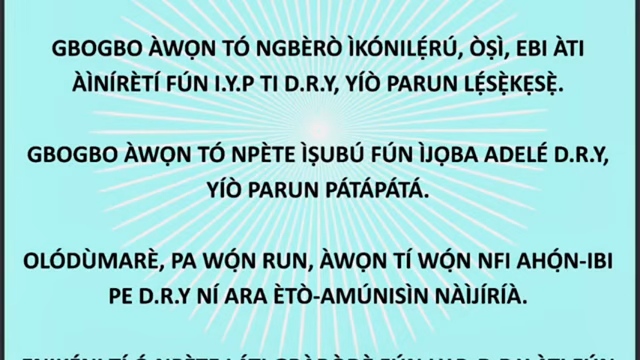 GBOGBO ÀWỌN TÓ NGBÈRÒ ÌKÓNILẸ́RÚ, ÒṢÌ, EBI ÀTI
ÀÌNÍRÈTÍ FÚN I.Y.P TI D.R.Y, YÍÒ PARUN LẸ́SẸ̀KẸSẸ̀.
GBOGBO ÀWỌN TÓ NPÈTE ÌṢUBÚ FÚN ÌJỌBA ADELÉ D.R.Y,
YÍÒ PARUN PÁTÁPÁTÁ.
OLÓDÙMARÈ, PA WỌ́N RUN, ÀWỌN TÍ WỌ́N NFI AHỌ́N-IBI
PE D.R.Y NÍ ARA ÈTÒ-AMÚNISÌN NÀÌJÍRÍÀ.